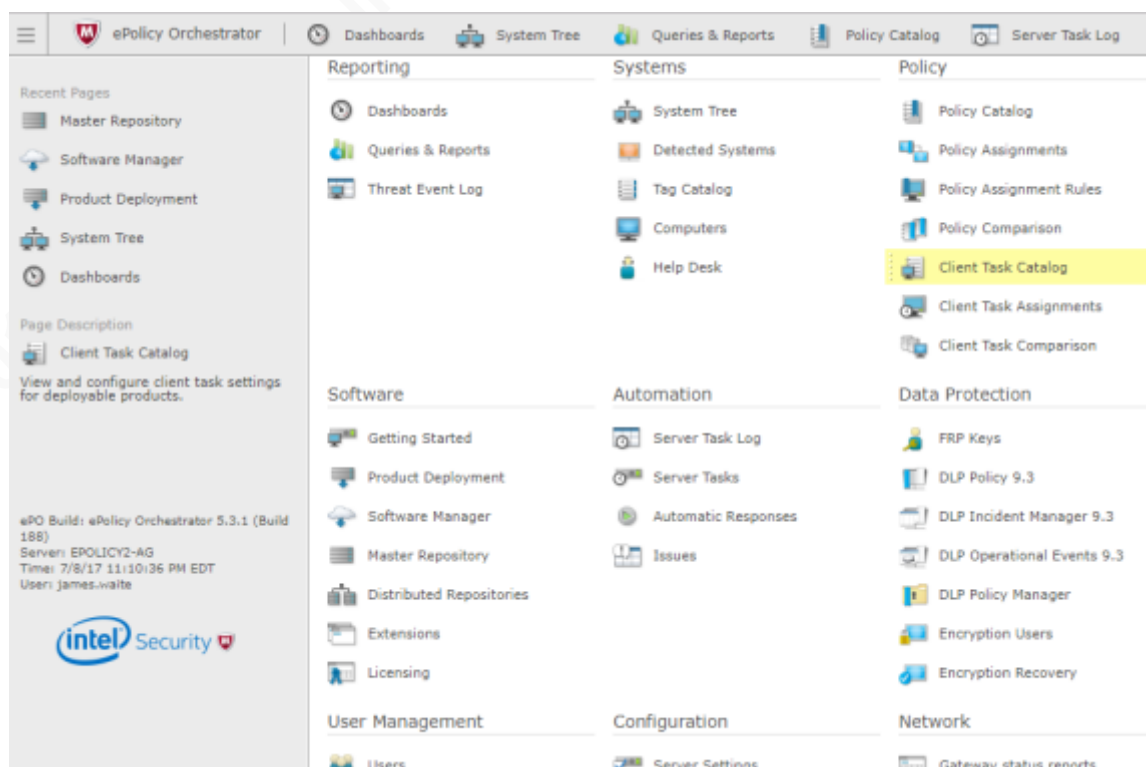 ePolicy Orchestrator
Dashboards
System Tree
Queries & Reports
Policy Catalog
Server Task Log
Recent Pages
Master Repository
Software Manager
Product Deployment
System Tree
Dashboards
Page Description
Client Task Catalog
View and configure client task settings
for deployable products.
ePO Build: ePolicy Orchestrator 5.3.1 (Build
188)
Server: EPOLICY2-AG
Time: 7/8/17 11:10:36 PM EDT
User: james.waite
intel Security
Reporting
Dashboards
Queries & Reports
Threat Event Log
Systems
System Tree
Detected Systems
Tag Catalog
Computers
Help Desk
Policy
Policy Catalog
Policy Assignments
Policy Assignment Rules
Policy Comparison
Client Task Catalog
Client Task Assignments
Client Task Comparison
Software
Getting Started
Product Deployment
Software Manager
Master Repository
Distributed Repositories
Extensions
Licensing
Automation
Server Task Log
Server Tasks
Automatic Responses
Issues
Data Protection
FRP Keys
DLP Policy 9.3
DLP Incident Manager 9.3
DLP Operational Events 9.3
DLP Policy Manager
Encryption Users
Encryption Recovery
User Management
Users
Configuration
Server Settings
Network
Gateway status reports